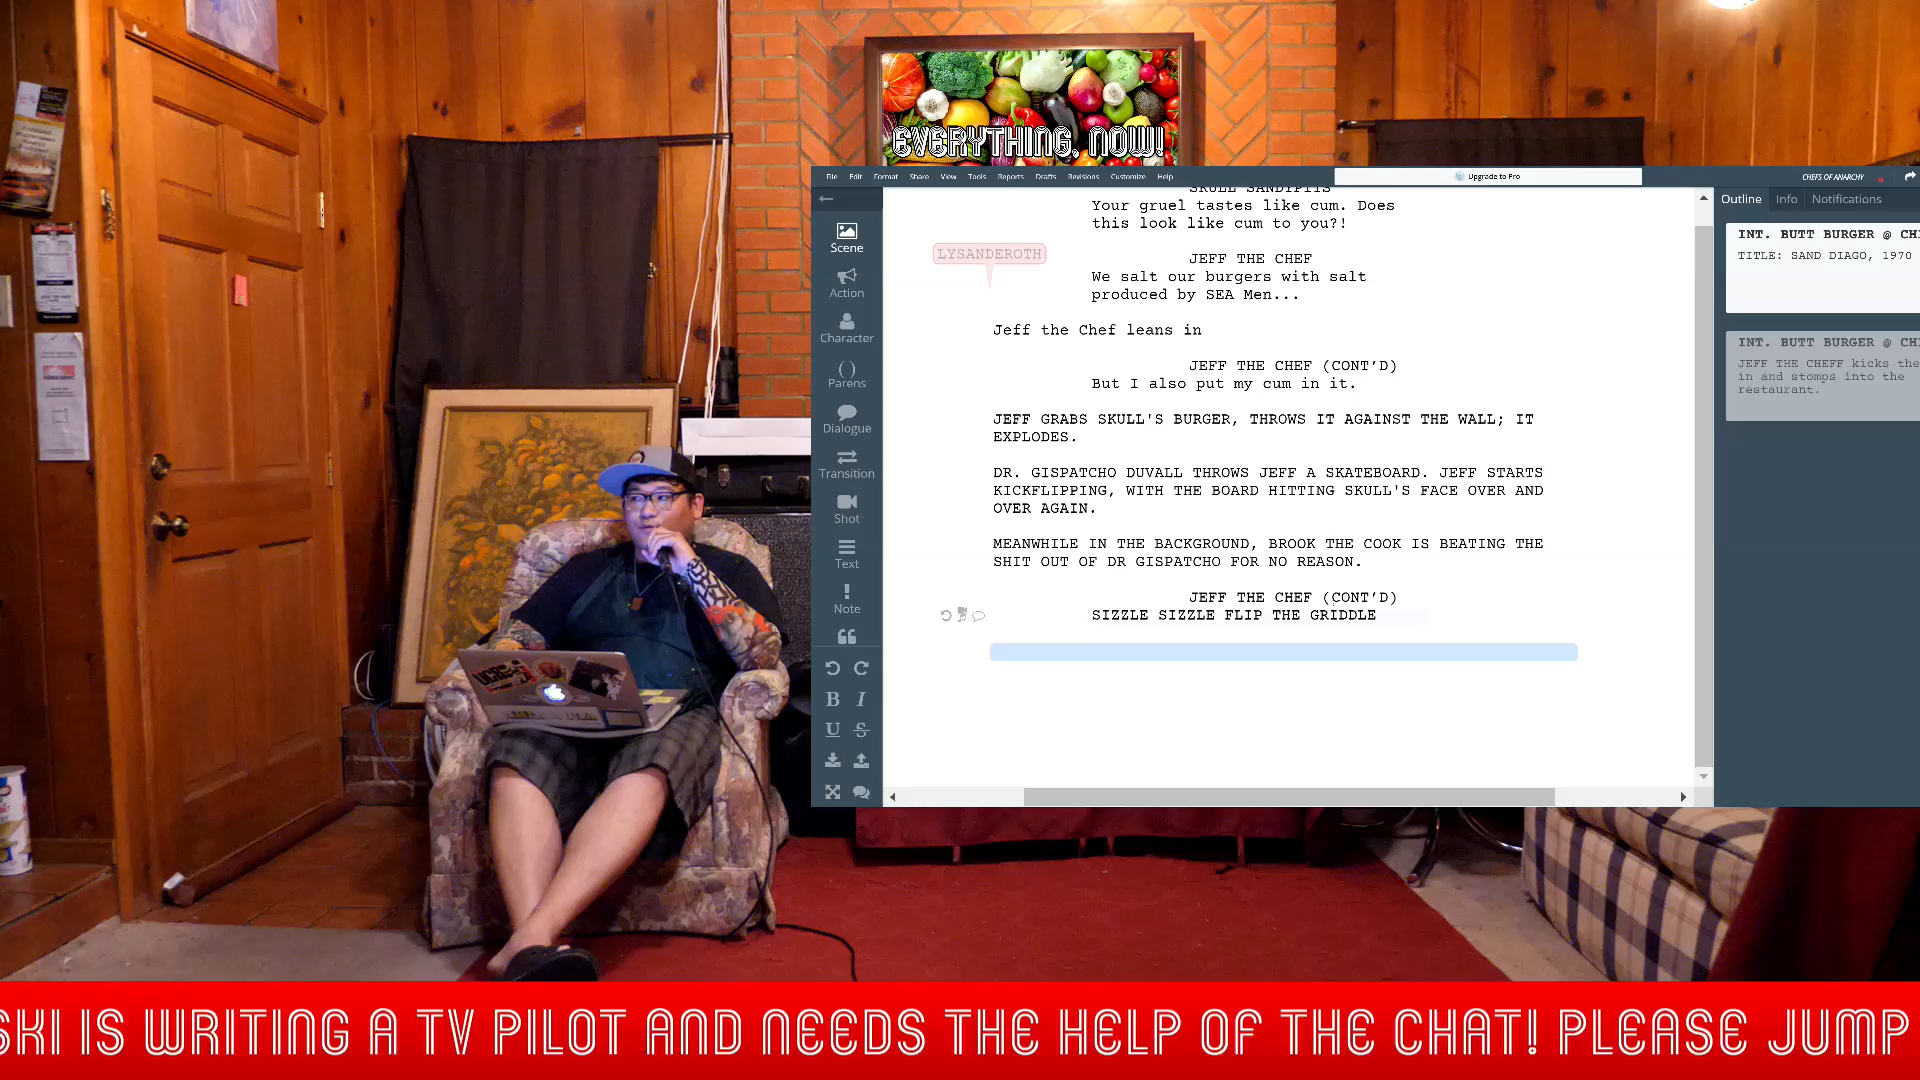 EVERYTHING, NOW!
File Edit Format Share View Tools Reports Drafts Revisions Customize Help
Upgrade to Pro
CHEFS OF ANARCHY
Scene
Action
Character
( )
Parens
Dialogue
Transition
Shot
Text
Note
B I
U S
SKULL SANDYPITS
Your gruel tastes like cum. Does
this look like cum to you?!
LYSANDEROTH
JEFF THE CHEF
We salt our burgers with salt
produced by SEA Men...
Jeff the Chef leans in
JEFF THE CHEF (CONT'D)
But I also put my cum in it.
JEFF GRABS SKULL'S BURGER, THROWS IT AGAINST THE WALL; IT
EXPLODES.
DR. GISPATCHO DUVALL THROWS JEFF A SKATEBOARD. JEFF STARTS
KICKFLIPPING, WITH THE BOARD HITTING SKULL'S FACE OVER AND
OVER AGAIN.
MEANWHILE IN THE BACKGROUND, BROOK THE COOK IS BEATING THE
SHIT OUT OF DR GISPATCHO FOR NO REASON.
JEFF THE CHEF (CONT'D)
SIZZLE SIZZLE FLIP THE GRIDDLE
Outline Info Notifications
INT. BUTT BURGER @ CHI
TITLE: SAND DIAGO, 1970
INT. BUTT BURGER @ CHI
JEFF THE CHEFF kicks the
in and stomps into the
restaurant.
SKI IS WRITING A TV PILOT AND NEEDS THE HELP OF THE CHAT! PLEASE JUMP